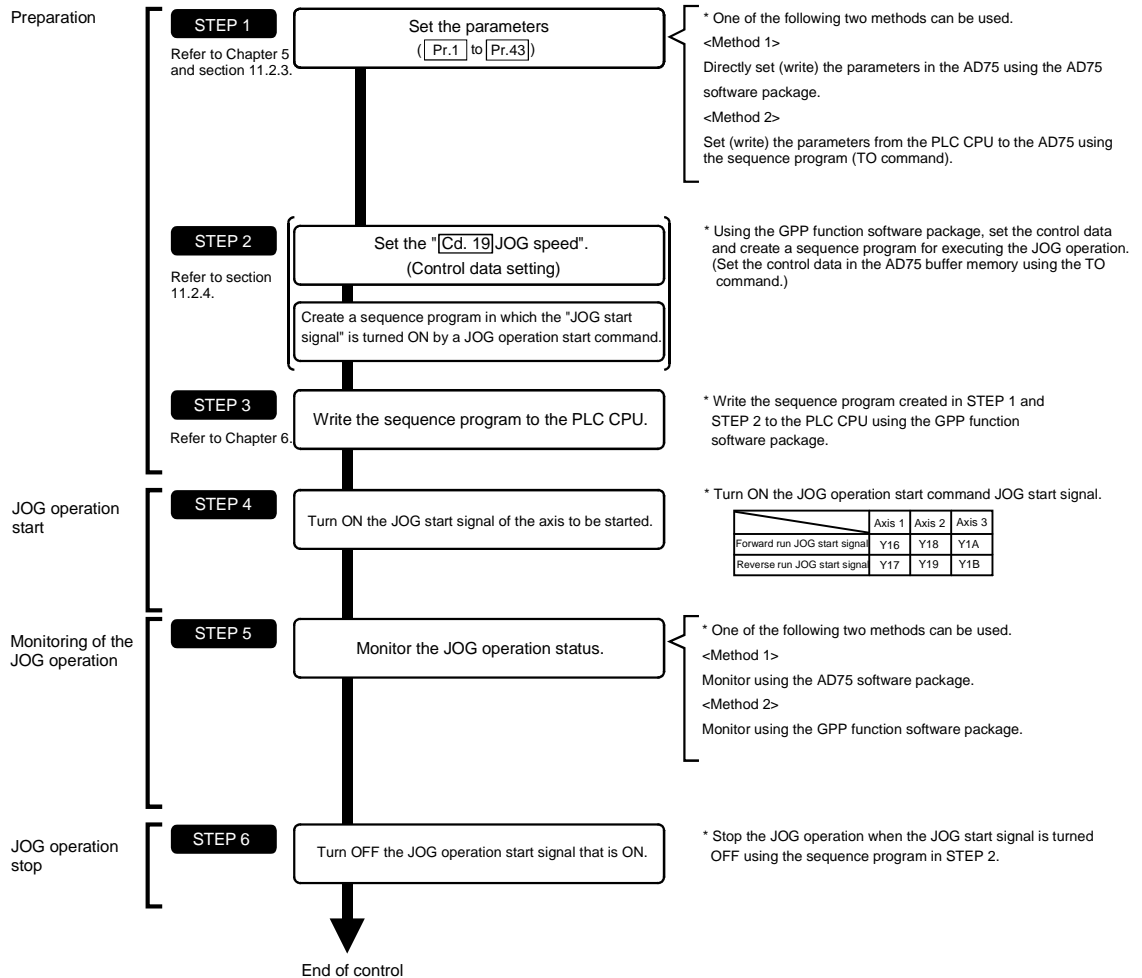 Preparation
STEP 1
Refer to Chapter 5
and section 11.2.3.
Set the parameters
( Pr.1 to Pr.43 )
* One of the following two methods can be used.
<Method 1>
Directly set (write) the parameters in the AD75 using the AD75
software package.
<Method 2>
Set (write) the parameters from the PLC CPU to the AD75 using
the sequence program (TO command).
STEP 2
Refer to section
11.2.4.
Set the "Cd. 19 JOG speed".
(Control data setting)
Create a sequence program in which the "JOG start
signal" is turned ON by a JOG operation start command.
* Using the GPP function software package, set the control data
and create a sequence program for executing the JOG operation.
(Set the control data in the AD75 buffer memory using the TO
command.)
STEP 3
Refer to Chapter 6.
Write the sequence program to the PLC CPU.
* Write the sequence program created in STEP 1 and
STEP 2 to the PLC CPU using the GPP function
software package.
JOG operation
start
STEP 4
Turn ON the JOG start signal of the axis to be started.
* Turn ON the JOG operation start command JOG start signal.
Axis 1 Axis 2 Axis 3
Forward run JOG start signal Y16 Y18 Y1A
Reverse run JOG start signal Y17 Y19 Y1B
Monitoring of the
JOG operation
STEP 5
Monitor the JOG operation status.
* One of the following two methods can be used.
<Method 1>
Monitor using the AD75 software package.
<Method 2>
Monitor using the GPP function software package.
JOG operation
stop
STEP 6
Turn OFF the JOG operation start signal that is ON.
* Stop the JOG operation when the JOG start signal is turned
OFF using the sequence program in STEP 2.
End of control